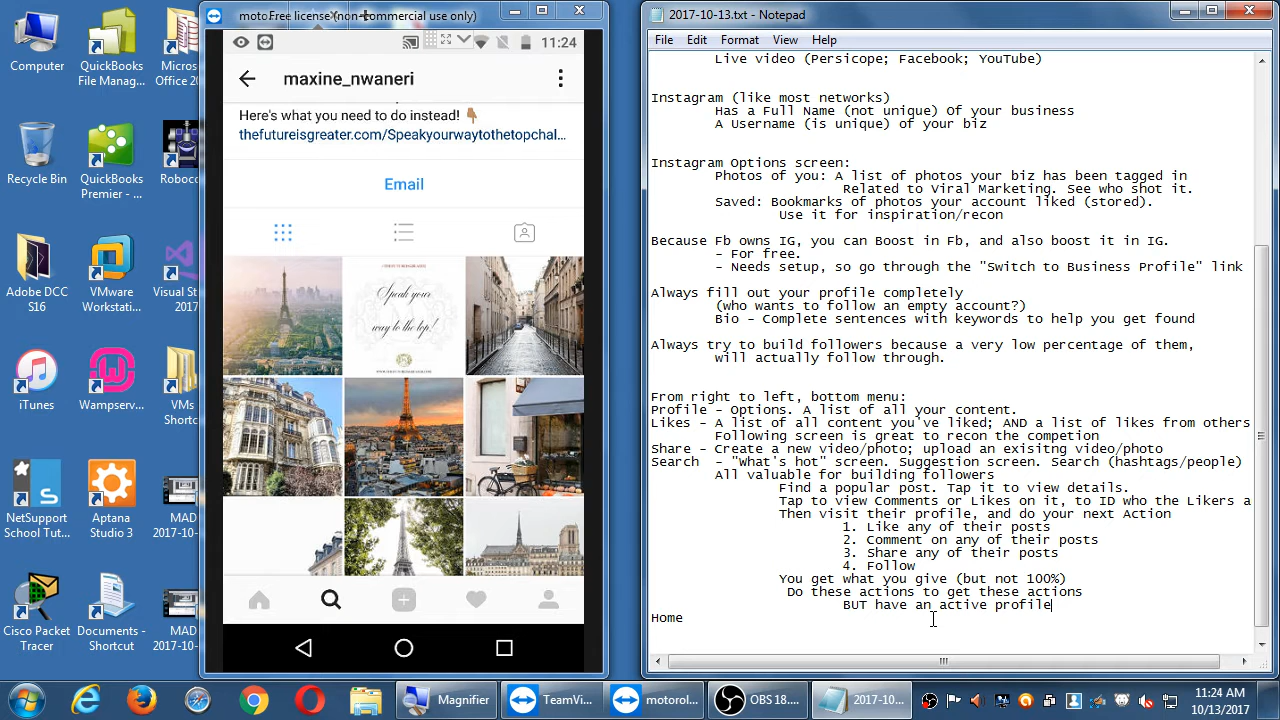 Computer
QuickBooks
File Manag...
Micros
Office 20
Recycle Bin
QuickBooks
Premier - ...
Roboc
Adobe DCC
S16
VMware
Workstati...
Visual St
2017
iTunes
Wampserv...
VMs
Shortc
NetSupport
School Tut...
Aptana
Studio 3
MAD
2017-10-
Cisco Packet
Tracer
Documents -
Shortcut
MAD
2017-10-
motoFree license (non-commercial use only)
11:24
maxine_nwaneri
Here's what you need to do instead!
thefutureisgreater.com/Speakyourwaytothetopchal...
Email
Speak your
way to the top!
2017-10-13.txt - Notepad
File Edit Format View Help
Live video (Persicope; Facebook; YouTube)
Instagram (like most networks)
Has a Full Name (not unique) of your business
A Username (is unique) of your biz
Instagram Options screen:
Photos of you: A list of photos your biz has been tagged in
Related to Viral Marketing. See who shot it.
Saved: Bookmarks of photos your account liked (stored).
Use it for inspiration/recon
Because Fb owns IG, you can Boost in Fb, and also boost it in IG.
- For free.
- Needs setup, so go through the "Switch to Business Profile" link
Always fill out your profile completely
(who wants to follow an empty account?)
Bio - Complete sentences with keywords to help you get found
Always try to build followers because a very low percentage of them,
will actually follow through.
From right to left, bottom menu:
Profile - Options. A list of all your content.
Likes - A list of all content you've liked; AND a list of likes from others
Following screen is great to recon the competion
Share - Create a new video/photo; upload an exisitng video/photo
Search - "What's hot" screen. Suggestion screen. Search (hashtags/people)
All valuable for building followers
Find a popular post. Tap it to view details.
Tap to view Comments or Likes on it, to ID who the Likers a
Then visit their profile, and do your next Action
1. Like any of their posts
2. Comment on any of their posts
3. Share any of their posts
4. Follow
You get what you give (but not 100%)
Do these actions to get these actions
BUT have an active profile
Home
Magnifier
TeamVi...
motorol...
OBS 18....
2017-10...
11:24 AM
10/13/2017